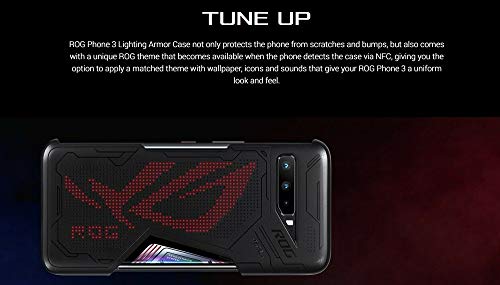 TUNE UP
ROG Phone 3 Lighting Armor Case not only protects the phone from scratches and bumps, but also comes
with a unique ROG theme that becomes available when the phone detects the case via NFC, giving you the
option to apply a matched theme with wallpaper, icons and sounds that give your ROG Phone 3 a uniform
look and feel.
ROG
ROG